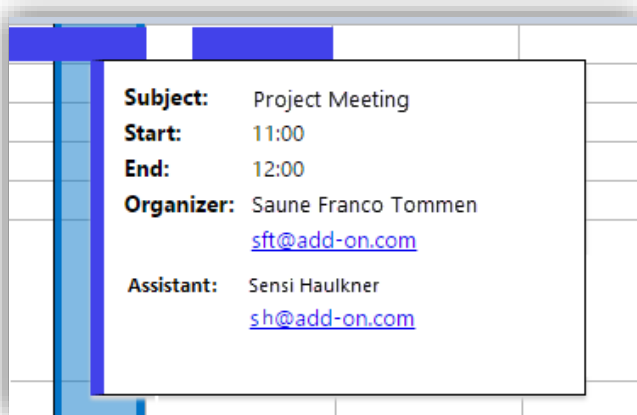 Subject: Project Meeting
Start: 11:00
End: 12:00
Organizer: Saune Franco Tommen
sft@add-on.com
Assistant: Sensi Haulkner
sh@add-on.com